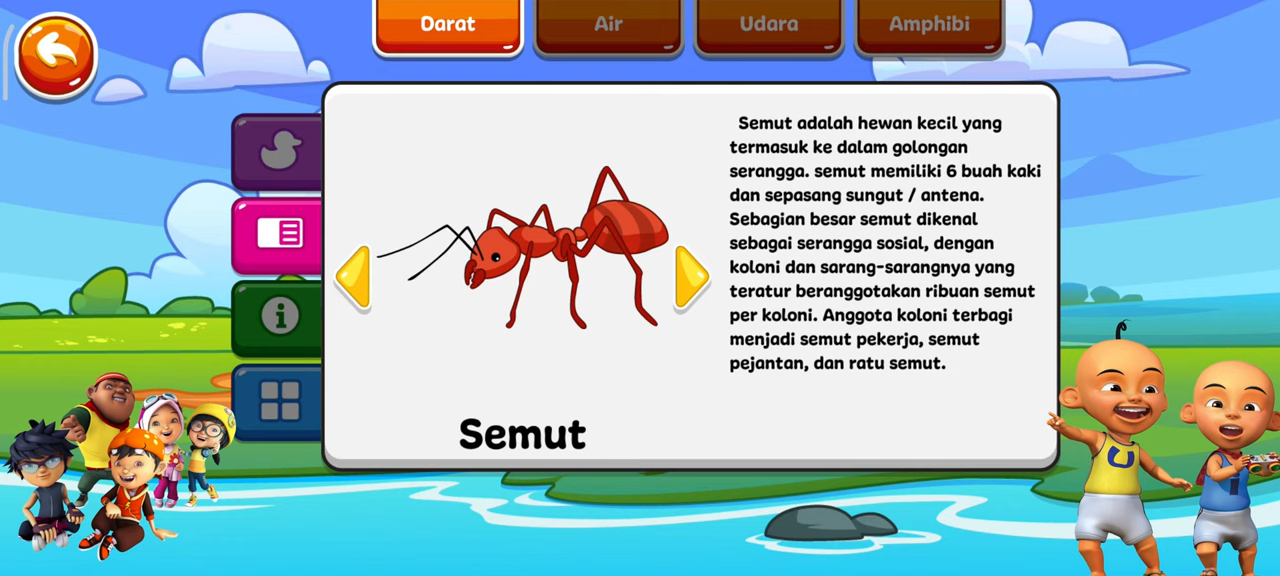 Darat
Air
Udara
Amphibi
Semut adalah hewan kecil yang
termasuk ke dalam golongan
serangga. semut memiliki 6 buah kaki
dan sepasang sungut / antena.
Sebagian besar semut dikenal
sebagai serangga sosial, dengan
koloni dan sarang-sarangnya yang
teratur beranggotakan ribuan semut
per koloni. Anggota koloni terbagi
menjadi semut pekerja, semut
pejantan, dan ratu semut.
Semut
U
i